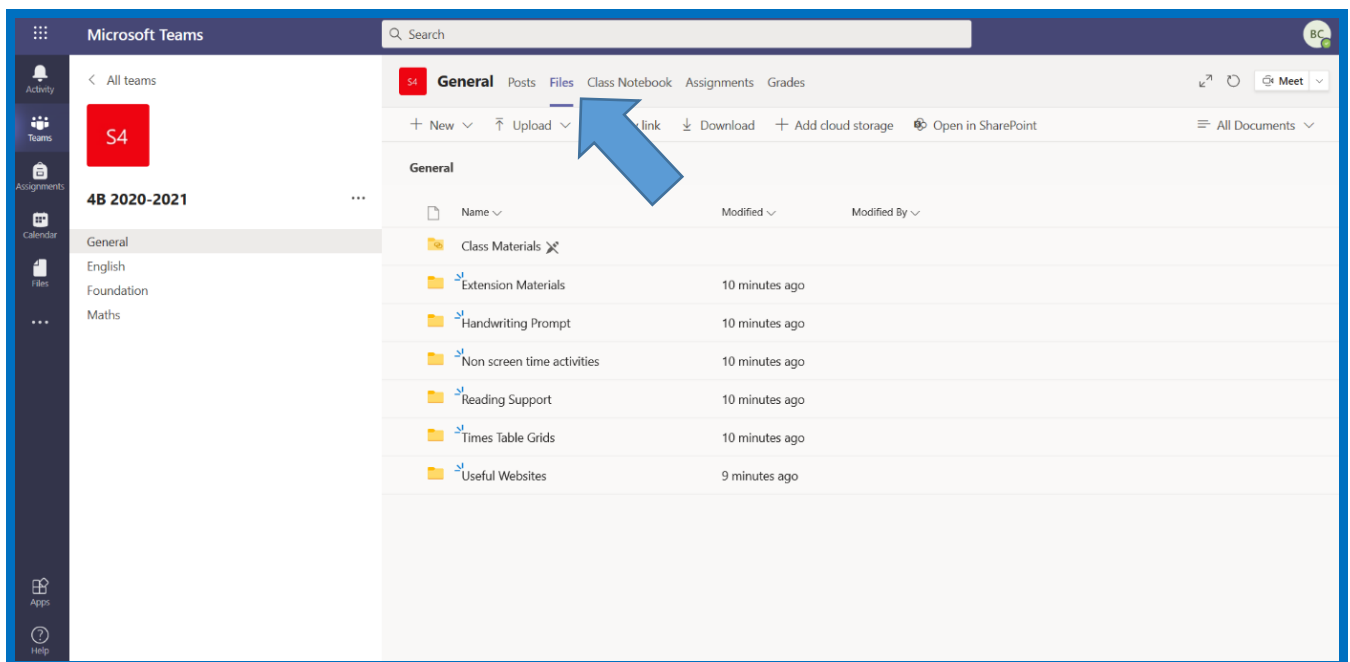 Microsoft Teams
Search
BC
Activity
Teams
Assignments
Calendar
Files
Apps
Help
All teams
S4
4B 2020-2021
General
English
Foundation
Maths
S4 General Posts Files Class Notebook Assignments Grades Meet
New Upload link Download Add cloud storage Open in SharePoint All Documents
General
Name Modified Modified By
Class Materials
Extension Materials 10 minutes ago
Handwriting Prompt 10 minutes ago
Non screen time activities 10 minutes ago
Reading Support 10 minutes ago
Times Table Grids 10 minutes ago
Useful Websites 9 minutes ago